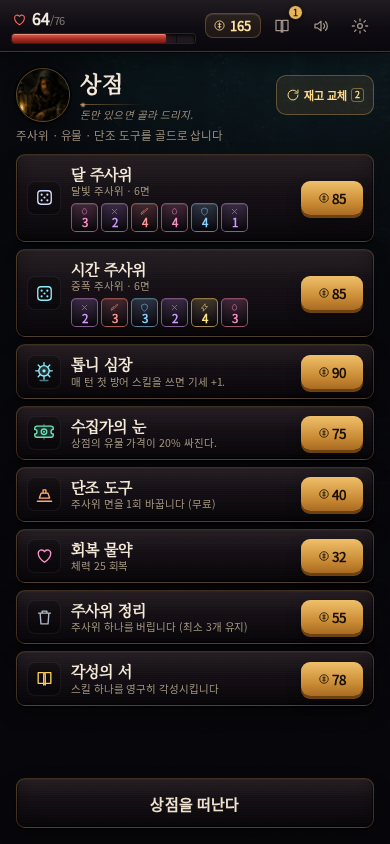 64/76
165
1
상점
돈만 있으면 골라 드리지.
재고 교체 2
주사위 · 유물 · 단조 도구를 골드로 삽니다
달 주사위
달빛 주사위 · 6면
3 2 4 4 4 1
85
시간 주사위
증폭 주사위 · 6면
2 3 3 2 4 3
85
톱니 심장
매 턴 첫 방어 스킬을 쓰면 기세 +1.
90
수집가의 눈
상점의 유물 가격이 20% 싸진다.
75
단조 도구
주사위 면을 1회 바꿉니다 (무료)
40
회복 물약
체력 25 회복
32
주사위 정리
주사위 하나를 버립니다 (최소 3개 유지)
55
각성의 서
스킬 하나를 영구히 각성시킵니다
78
상점을 떠난다